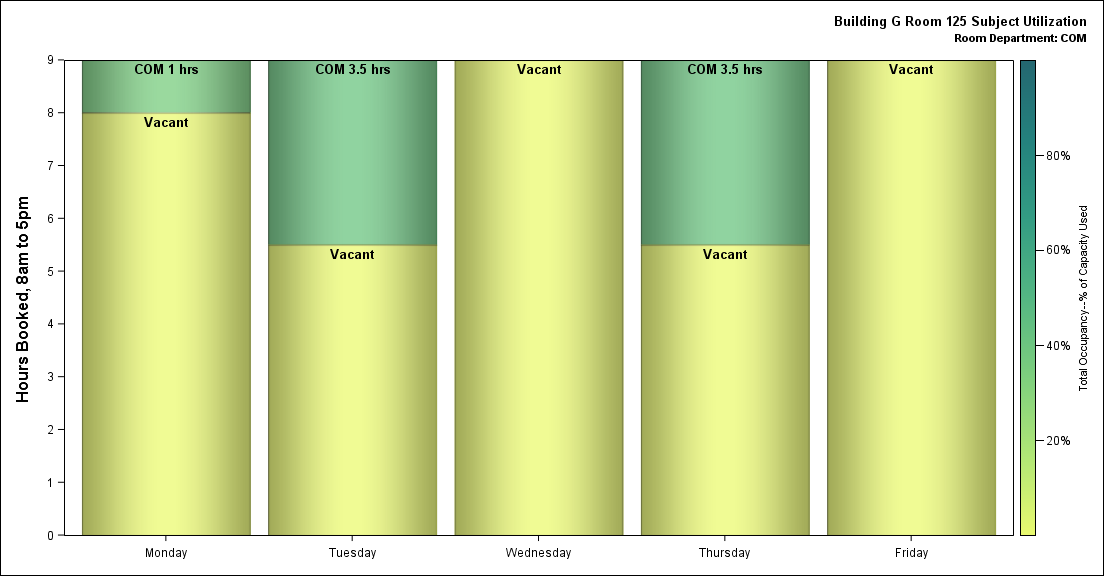 Building G Room 125 Subject Utilization
Room Department: COM
Hours Booked, 8am to 5pm
9
8
7
6
5
4
3
2
1
0
COM 1 hrs
Vacant
COM 3.5 hrs
Vacant
Vacant
COM 3.5 hrs
Vacant
Vacant
Monday
Tuesday
Wednesday
Thursday
Friday
80%
60%
40%
20%
Total Occupancy--% of Capacity Used